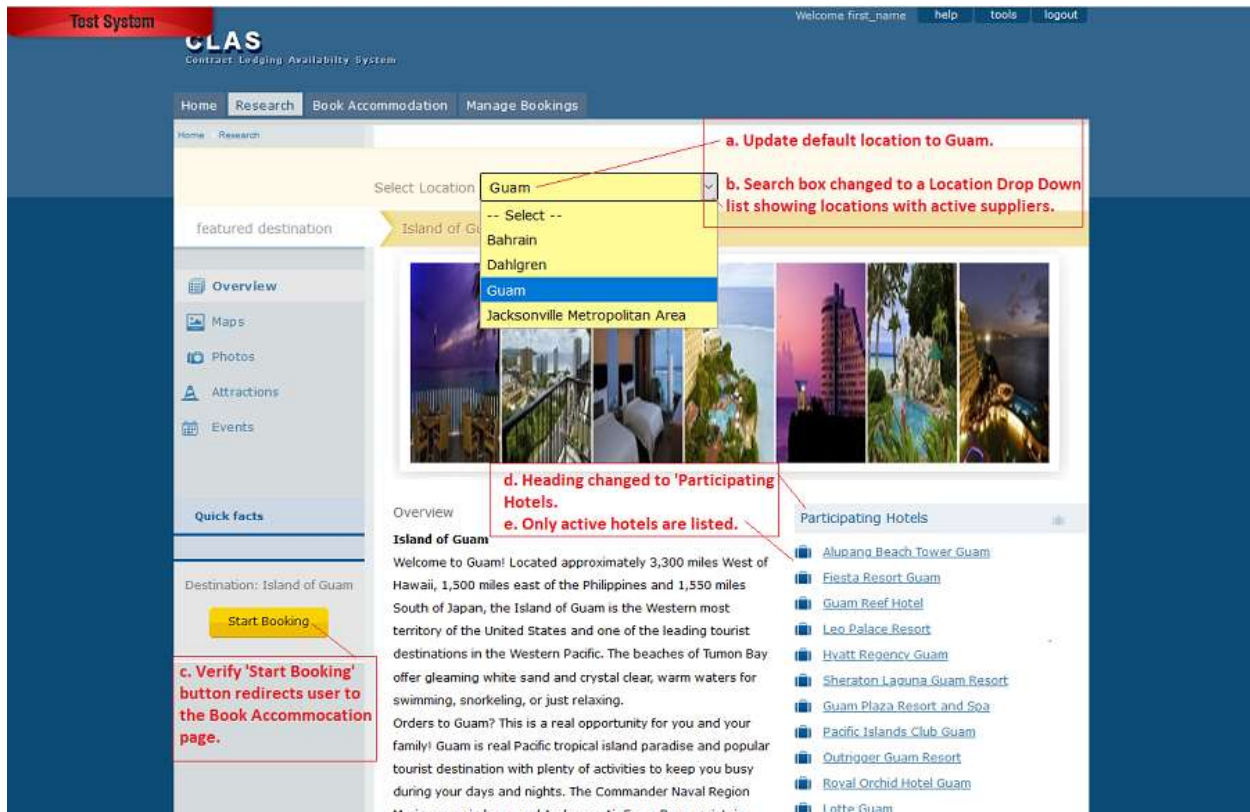 Test System
Welcome first_name help tools logout
CLAS
Contract Lodging Availabilty System
Home Research Book Accommodation Manage Bookings
Home Research
a. Update default location to Guam.
Select Location Guam
b. Search box changed to a Location Drop Down
list showing locations with active suppliers.
-- Select --
Bahrain
Dahlgren
Guam
Jacksonville Metropolitan Area
featured destination
Island of
Overview
Maps
Photos
Attractions
Events
d. Heading changed to 'Participating
Hotels.
e. Only active hotels are listed.
Quick facts
Destination: Island of Guam
Start Booking
c. Verify 'Start Booking'
button redirects user to
the Book Accommocation
page.
Overview
Island of Guam
Welcome to Guam! Located approximately 3,300 miles West of
Hawaii, 1,500 miles east of the Philippines and 1,550 miles
South of Japan, the Island of Guam is the Western most
territory of the United States and one of the leading tourist
destinations in the Western Pacific. The beaches of Tumon Bay
offer gleaming white sand and crystal clear, warm waters for
swimming, snorkeling, or just relaxing.
Orders to Guam? This is a real opportunity for you and your
family! Guam is real Pacific tropical island paradise and popular
tourist destination with plenty of activities to keep you busy
during your days and nights. The Commander Naval Region
Participating Hotels
Alupang Beach Tower Guam
Fiesta Resort Guam
Guam Reef Hotel
Leo Palace Resort
Hyatt Regency Guam
Sheraton Laguna Guam Resort
Guam Plaza Resort and Spa
Pacific Islands Club Guam
Outrigger Guam Resort
Royal Orchid Hotel Guam
Lotte Guam